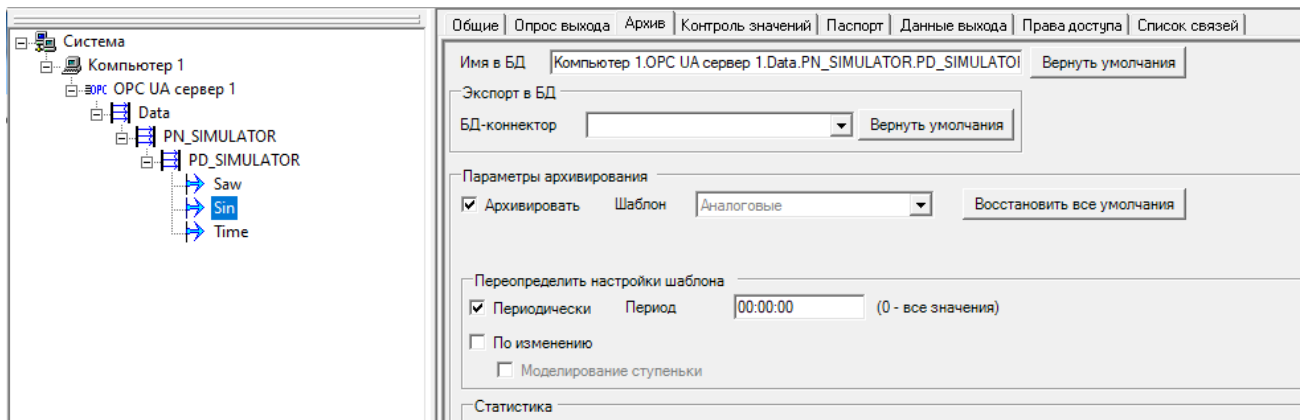 Система
Компьютер 1
OPC OPC UA сервер 1
Data
PN_SIMULATOR
PD_SIMULATOR
Saw
Sin
Time
Общие Опрос выхода Архив Контроль значений Паспорт Данные выхода Права доступа Список связей
Имя в БД Компьютер 1.OPC UA сервер 1.Data.PN_SIMULATOR.PD_SIMULATOI Вернуть умолчания
Экспорт в БД
БД-коннектор Вернуть умолчания
Параметры архивирования
Архивировать Шаблон Аналоговые Восстановить все умолчания
Переопределить настройки шаблона
Периодически Период 00:00:00 (0 - все значения)
По изменению
Моделирование ступеньки
Статистика